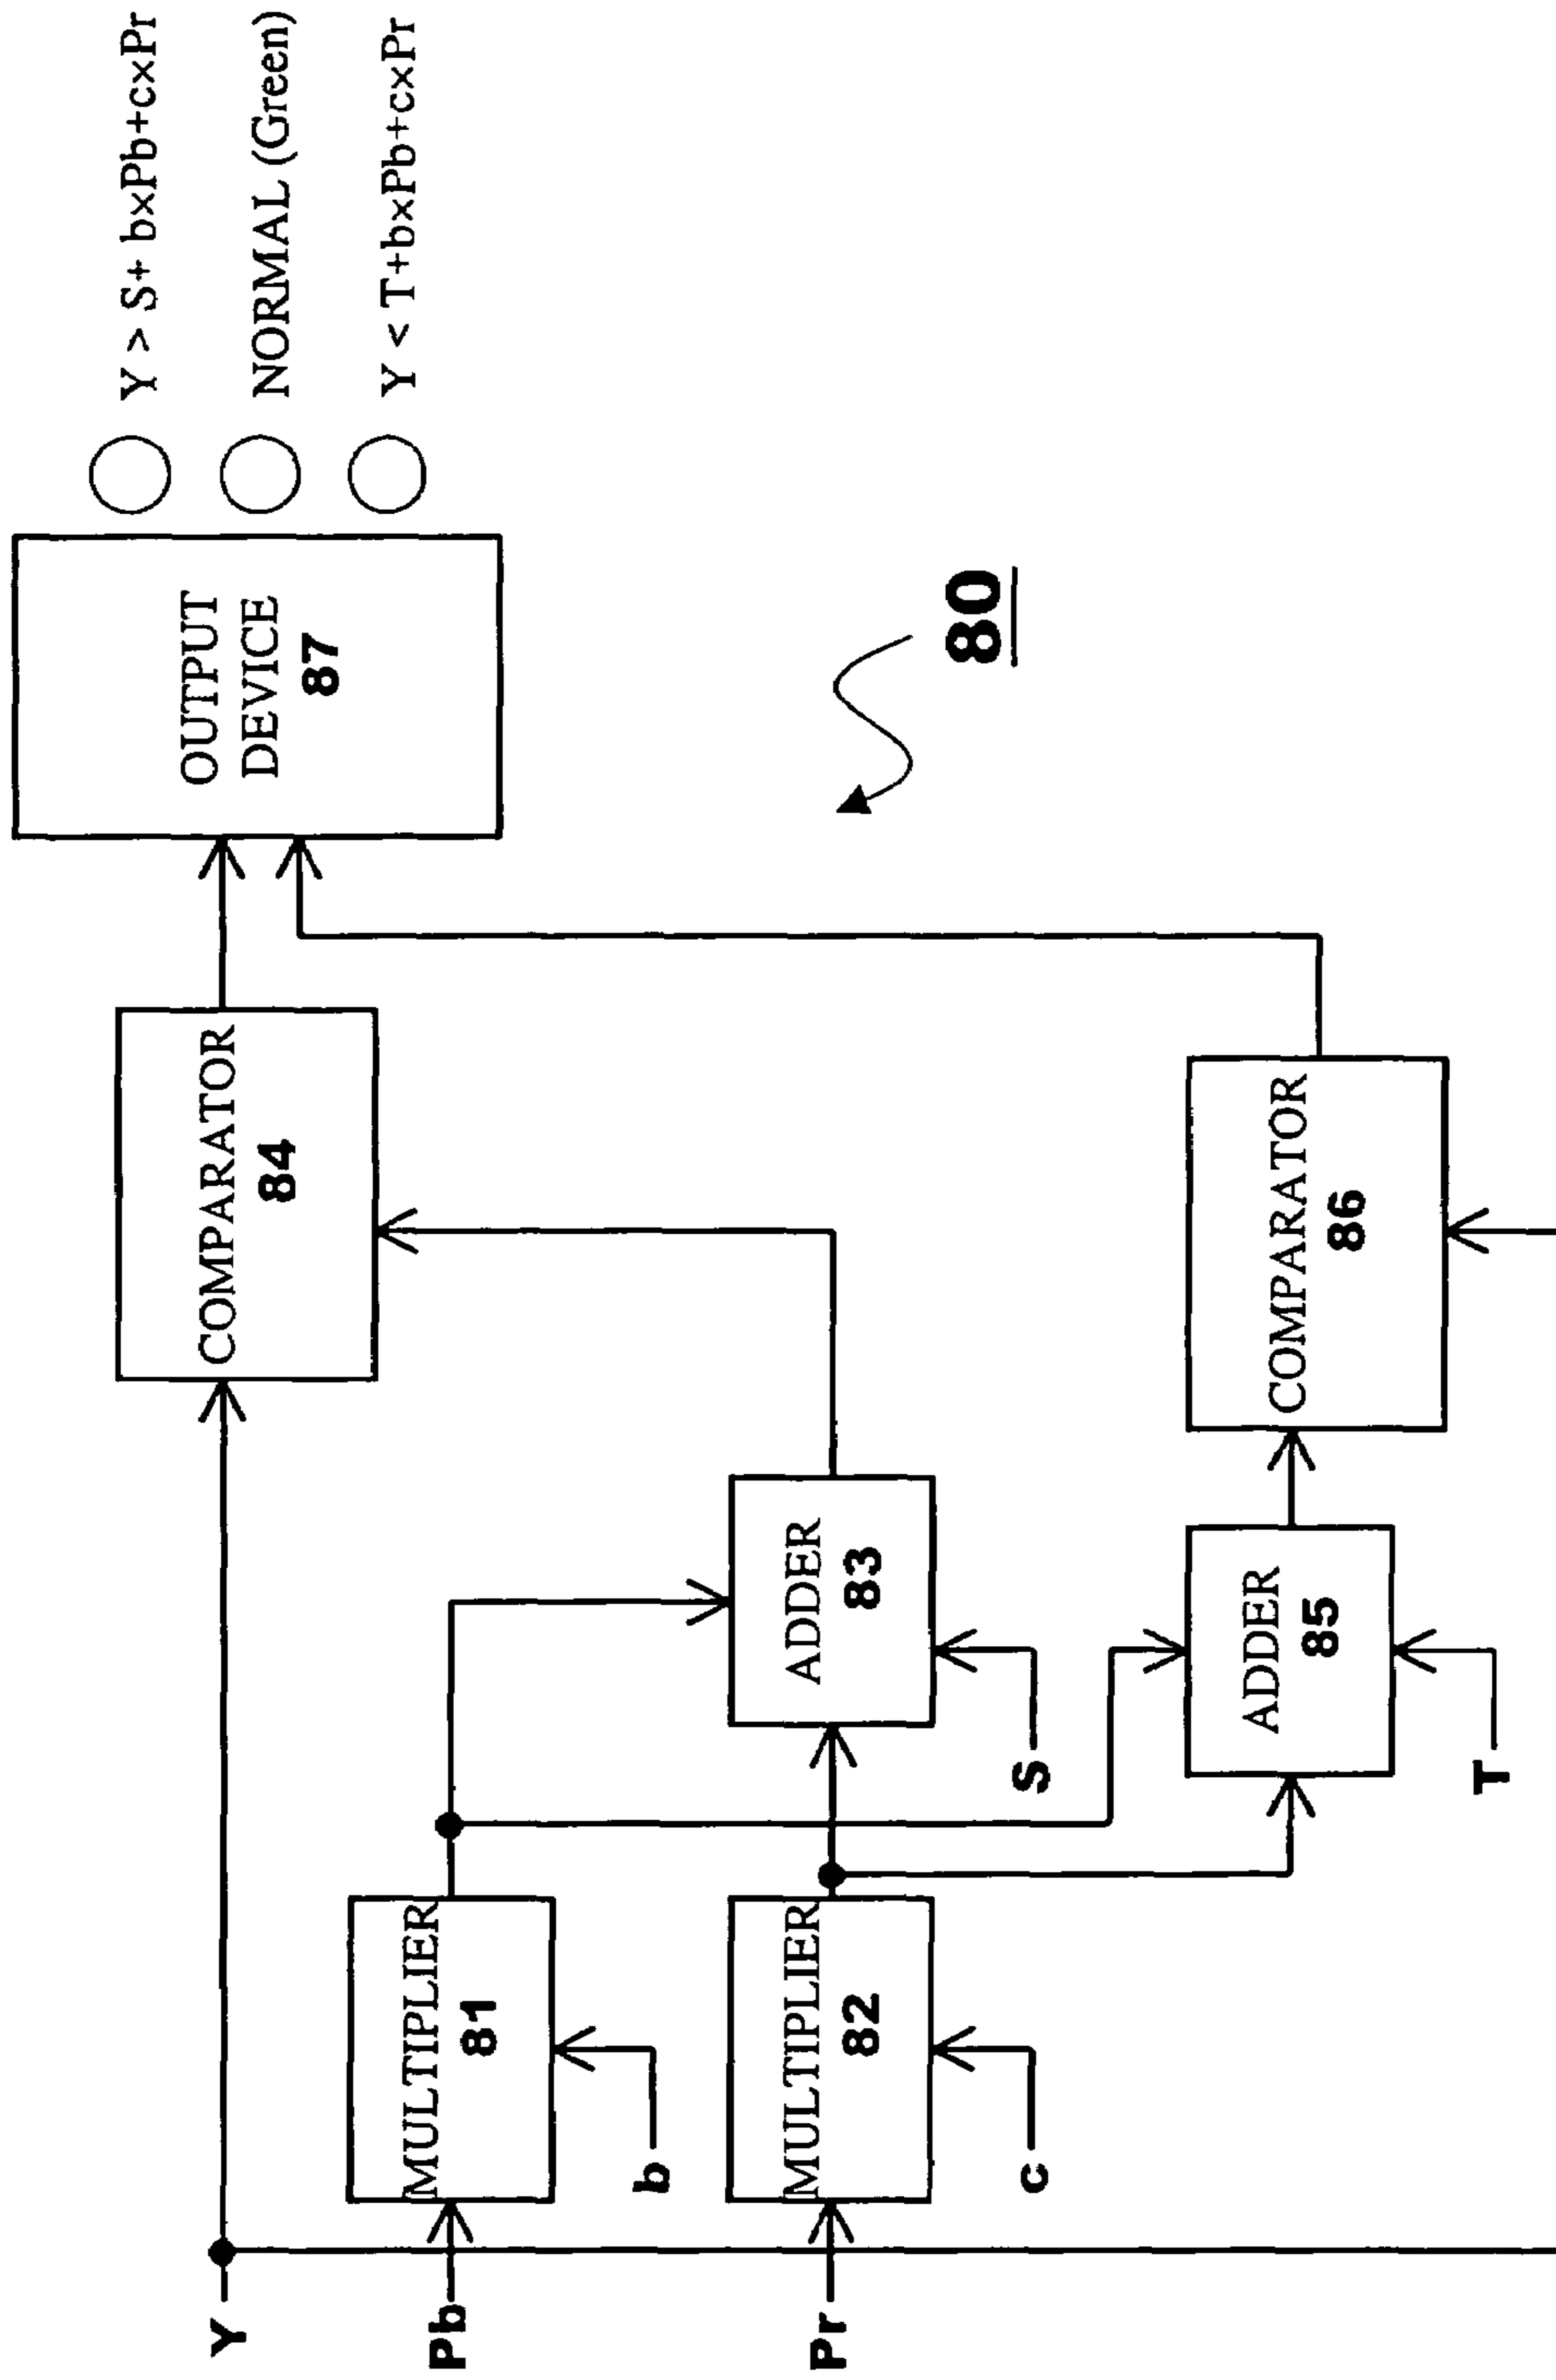 Y
Pb
Pr
MULTIPLIER
81
b
MULTIPLIER
82
c
ADDER
83
S
ADDER
85
T
COMPARATOR
84
COMPARATOR
86
OUTPUT
DEVICE
87
Y > S+ b×Pb+c×Pr
NORMAL (Green)
Y < T+b×Pb+c×Pr
80